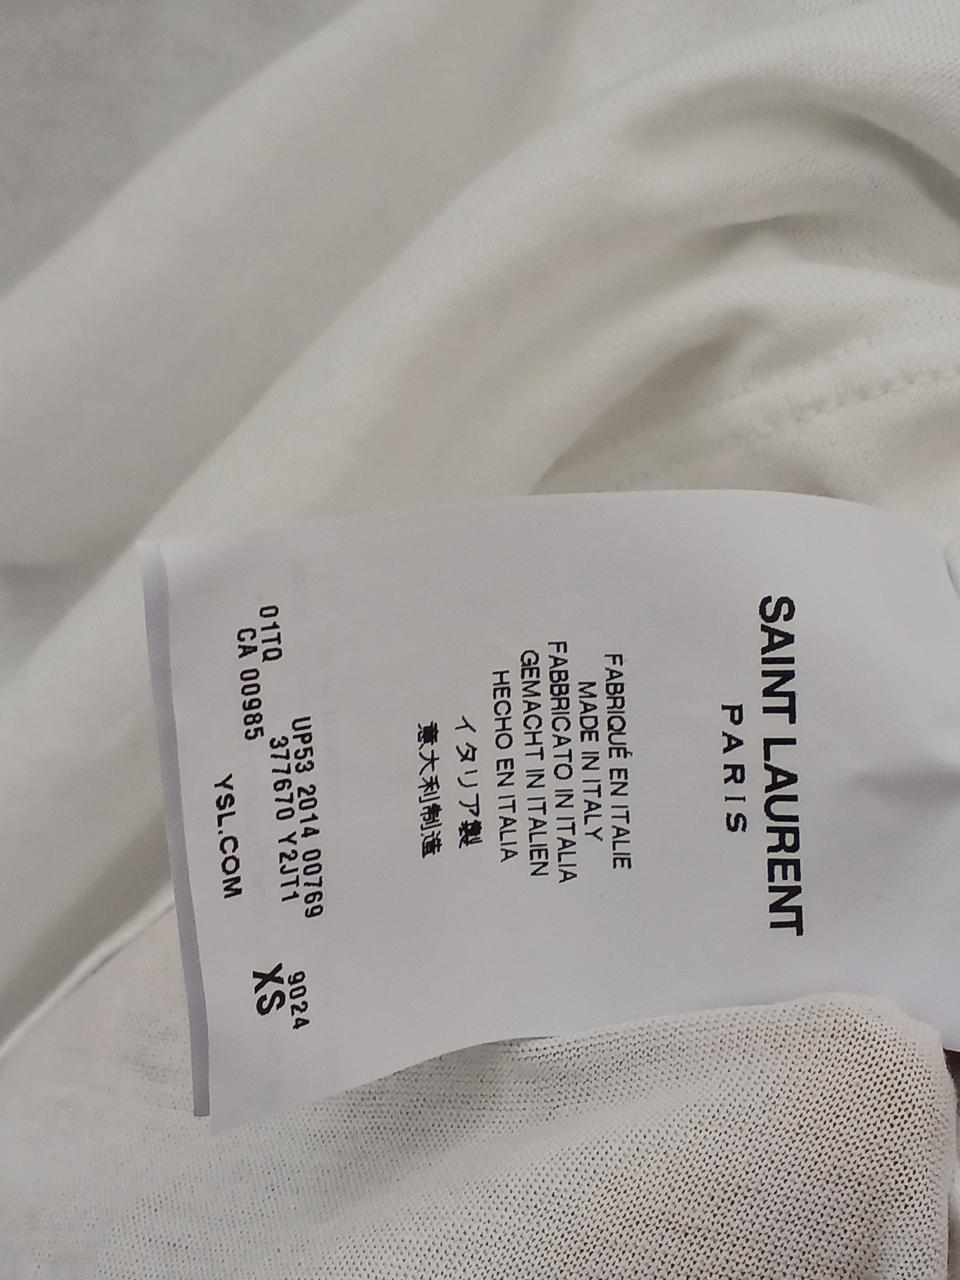 SAINT LAURENT
PARIS
FABRIQUÉ EN ITALIE
MADE IN ITALY
FABBRICATO IN ITALIA
GEMACHT IN ITALIEN
HECHO EN ITALIA
イタリア製
意大利制造
UP53 2014 00769 9024
01TQ 377670 Y2JT1 XS
CA 00985
YSL.COM